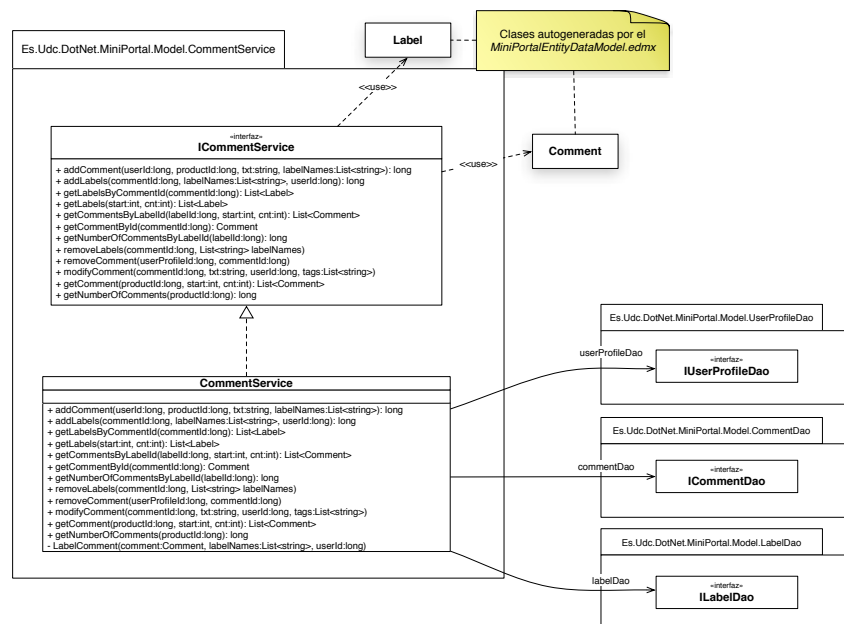 Es.Udc.DotNet.MiniPortal.Model.CommentService
Label
Clases autogeneradas por el
MiniPortalEntityDataModel.edmx
<<use>>
«interfaz»
ICommentService
+ addComment(userId:long, productId:long, txt:string, labelNames:List<string>): long
+ addLabels(commentId:long, labelNames:List<string>, userId:long): long
+ getLabelsByCommentId(commentId:long): List<Label>
+ getLabels(start:int, cnt:int): List<Label>
+ getCommentsByLabelId(labelId:long, start:int, cnt:int): List<Comment>
+ getCommentById(commentId:long): Comment
+ getNumberOfCommentsByLabelId(labelId:long): long
+ removeLabels(commentId:long, List<string> labelNames)
+ removeComment(userProfileId:long, commentId:long)
+ modifyComment(commentId:long, txt:string, userId:long, tags:List<string>)
+ getComment(productId:long, start:int, cnt:int): List<Comment>
+ getNumberOfComments(productId:long): long
<<use>>
Comment
CommentService
+ addComment(userId:long, productId:long, txt:string, labelNames:List<string>): long
+ addLabels(commentId:long, labelNames:List<string>, userId:long): long
+ getLabelsByCommentId(commentId:long): List<Label>
+ getLabels(start:int, cnt:int): List<Label>
+ getCommentsByLabelId(labelId:long, start:int, cnt:int): List<Comment>
+ getCommentById(commentId:long): Comment
+ getNumberOfCommentsByLabelId(labelId:long): long
+ removeLabels(commentId:long, List<string> labelNames)
+ removeComment(userProfileId:long, commentId:long)
+ modifyComment(commentId:long, txt:string, userId:long, tags:List<string>)
+ getComment(productId:long, start:int, cnt:int): List<Comment>
+ getNumberOfComments(productId:long): long
- LabelComment(comment:Comment, labelNames:List<string>, userId:long)
Es.Udc.DotNet.MiniPortal.Model.UserProfileDao
userProfileDao
«interfaz»
IUserProfileDao
Es.Udc.DotNet.MiniPortal.Model.CommentDao
commentDao
«interfaz»
ICommentDao
Es.Udc.DotNet.MiniPortal.Model.LabelDao
labelDao
«interfaz»
ILabelDao